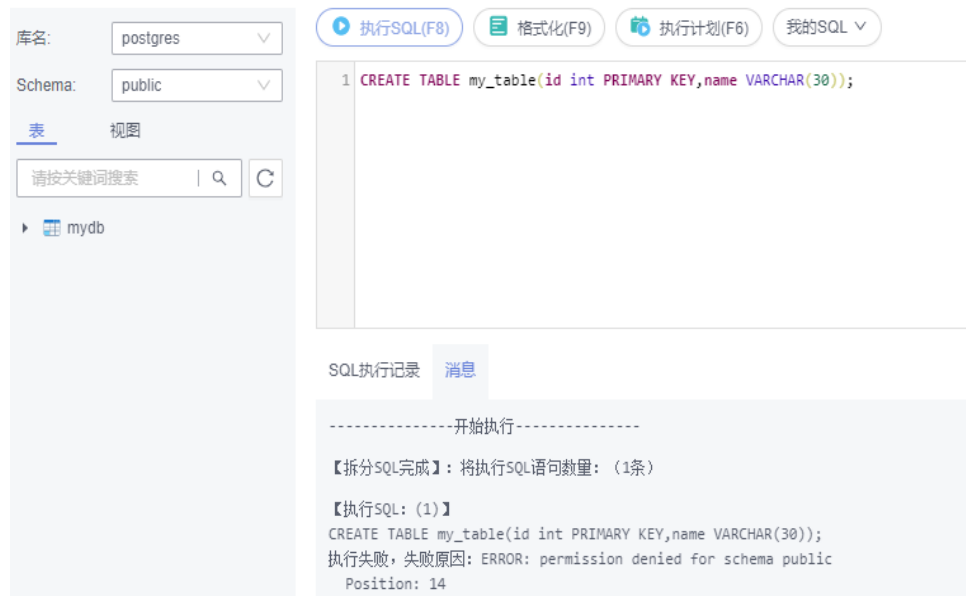 库名:
postgres
Schema:
public
表
视图
请按关键词搜索
mydb
执行SQL(F8)
格式化(F9)
执行计划(F6)
我的SQL
1
CREATE TABLE my_table(id int PRIMARY KEY,name VARCHAR(30));
SQL执行记录
消息
---------------开始执行---------------
【拆分SQL完成】:将执行SQL语句数量:(1条)
【执行SQL:(1)】
CREATE TABLE my_table(id int PRIMARY KEY,name VARCHAR(30));
执行失败,失败原因:ERROR: permission denied for schema public
Position: 14